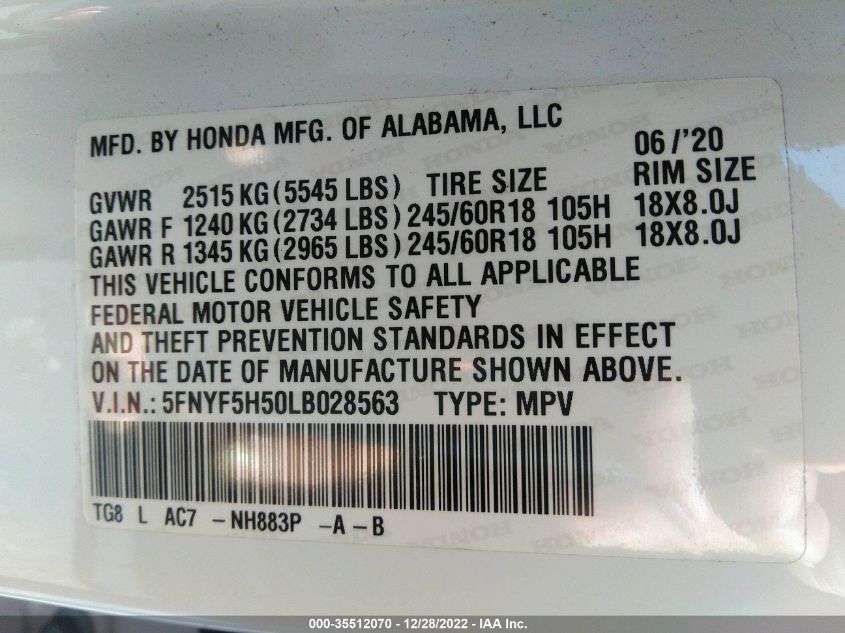 MFD. BY HONDA MFG. OF ALABAMA, LLC 06/'20
GVWR 2515 KG (5545 LBS) TIRE SIZE RIM SIZE
GAWR F 1240 KG (2734 LBS) 245/60R18 105H 18X8.0J
GAWR R 1345 KG (2965 LBS) 245/60R18 105H 18X8.0J
THIS VEHICLE CONFORMS TO ALL APPLICABLE
FEDERAL MOTOR VEHICLE SAFETY
AND THEFT PREVENTION STANDARDS IN EFFECT
ON THE DATE OF MANUFACTURE SHOWN ABOVE.
V.I.N.: 5FNYF5H50LB028563 TYPE: MPV
TG8 L AC7 -NH883P -A-B
000-35512070 - 12/28/2022 - IAA Inc.